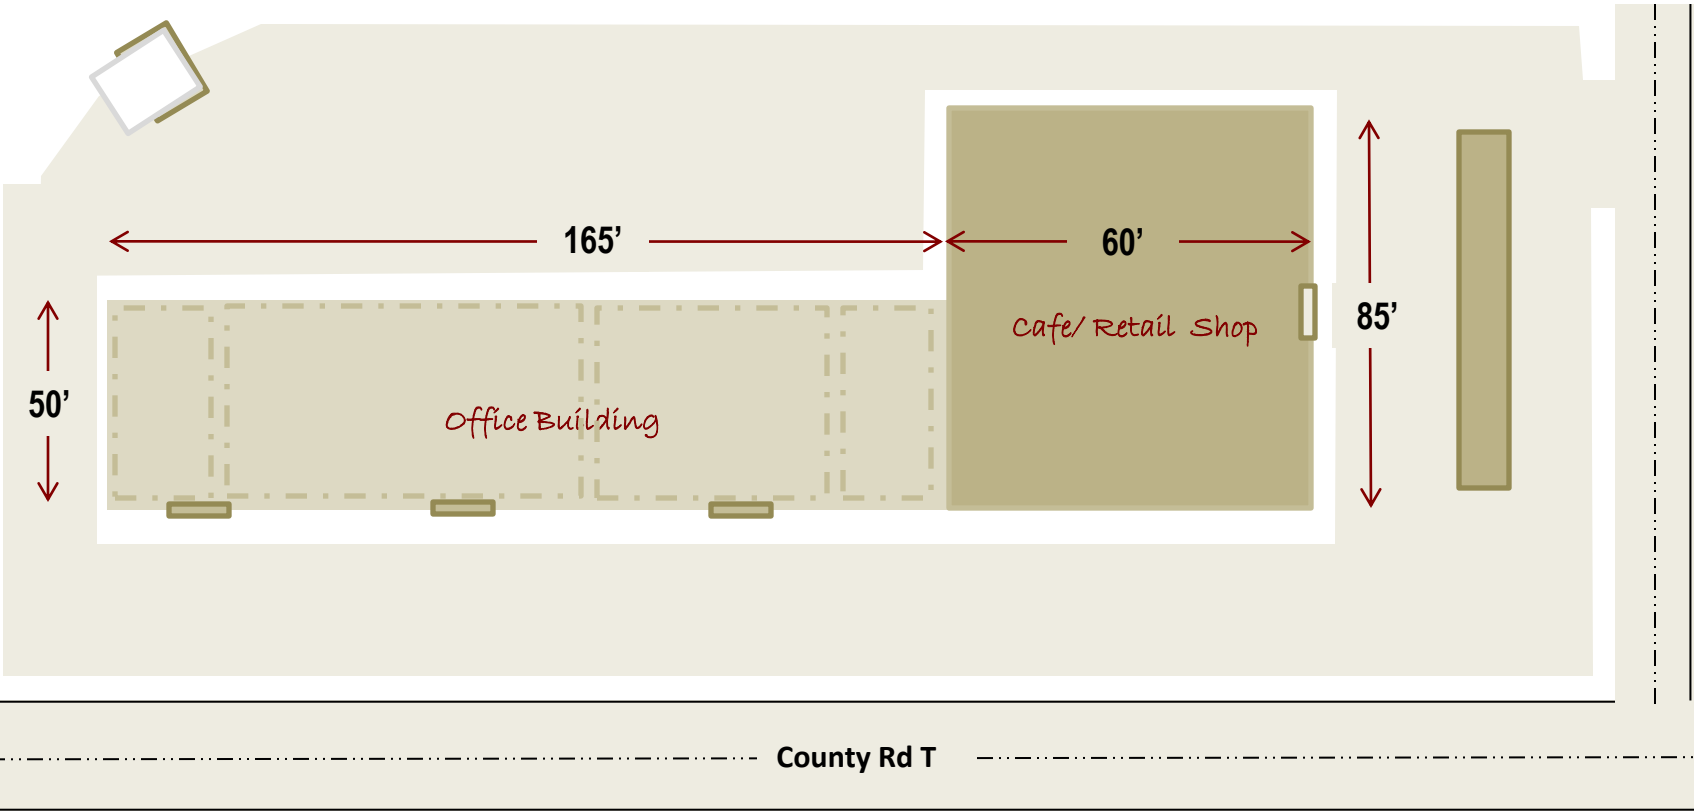 165’
60’
Cafe/ Retail Shop
85’
50’
Office Building
County Rd T